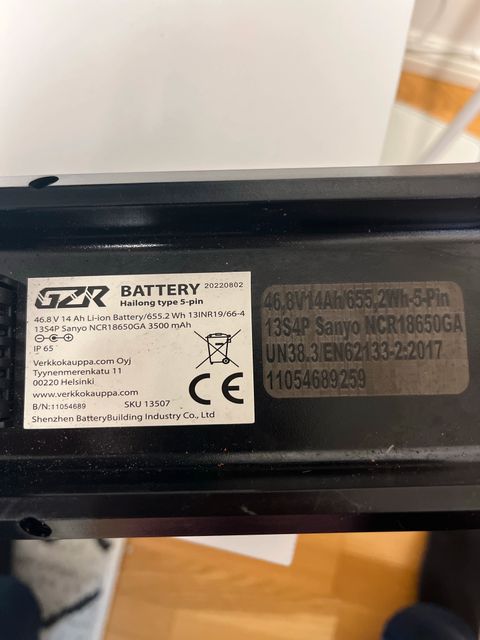 GZR BATTERY 20220802
Hailong type 5-pin
46.8 V 14 Ah Li-ion Battery/655.2 Wh 13INR19/66-4
13S4P Sanyo NCR18650GA 3500 mAh
IP 65
Verkkokauppa.com Oyj
Tyynenmerenkatu 11
00220 Helsinki
www.verkkokauppa.com
B/N:11054689 SKU 13507
Shenzhen BatteryBuilding Industry Co., Ltd
CE
46,8V14Ah/655,2Wh-5-Pin
13S4P Sanyo NCR18650GA
UN38.3/EN62133-2:2017
11054689259